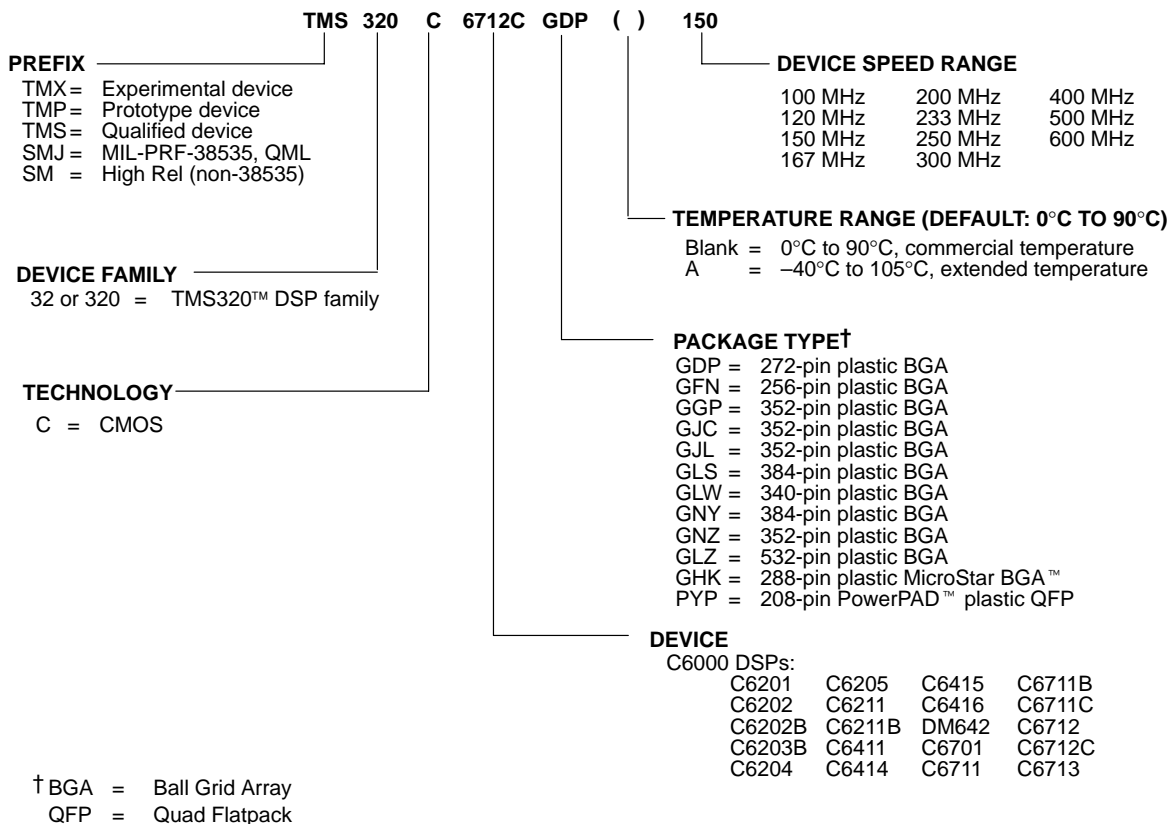 TMS 320 C 6712C GDP ( ) 150
PREFIX
TMX = Experimental device
TMP = Prototype device
TMS = Qualified device
SMJ = MIL-PRF-38535, QML
SM = High Rel (non-38535)
DEVICE SPEED RANGE
100 MHz 200 MHz 400 MHz
120 MHz 233 MHz 500 MHz
150 MHz 250 MHz 600 MHz
167 MHz 300 MHz
TEMPERATURE RANGE (DEFAULT: 0°C TO 90°C)
Blank = 0°C to 90°C, commercial temperature
A = –40°C to 105°C, extended temperature
DEVICE FAMILY
32 or 320 = TMS320™ DSP family
PACKAGE TYPE†
GDP = 272-pin plastic BGA
GFN = 256-pin plastic BGA
GGP = 352-pin plastic BGA
GJC = 352-pin plastic BGA
GJL = 352-pin plastic BGA
GLS = 384-pin plastic BGA
GLW = 340-pin plastic BGA
GNY = 384-pin plastic BGA
GNZ = 352-pin plastic BGA
GLZ = 532-pin plastic BGA
GHK = 288-pin plastic MicroStar BGA™
PYP = 208-pin PowerPAD™ plastic QFP
TECHNOLOGY
C = CMOS
DEVICE
C6000 DSPs:
C6201 C6205 C6415 C6711B
C6202 C6211 C6416 C6711C
C6202B C6211B DM642 C6712
C6203B C6411 C6701 C6712C
C6204 C6414 C6711 C6713
† BGA = Ball Grid Array
QFP = Quad Flatpack